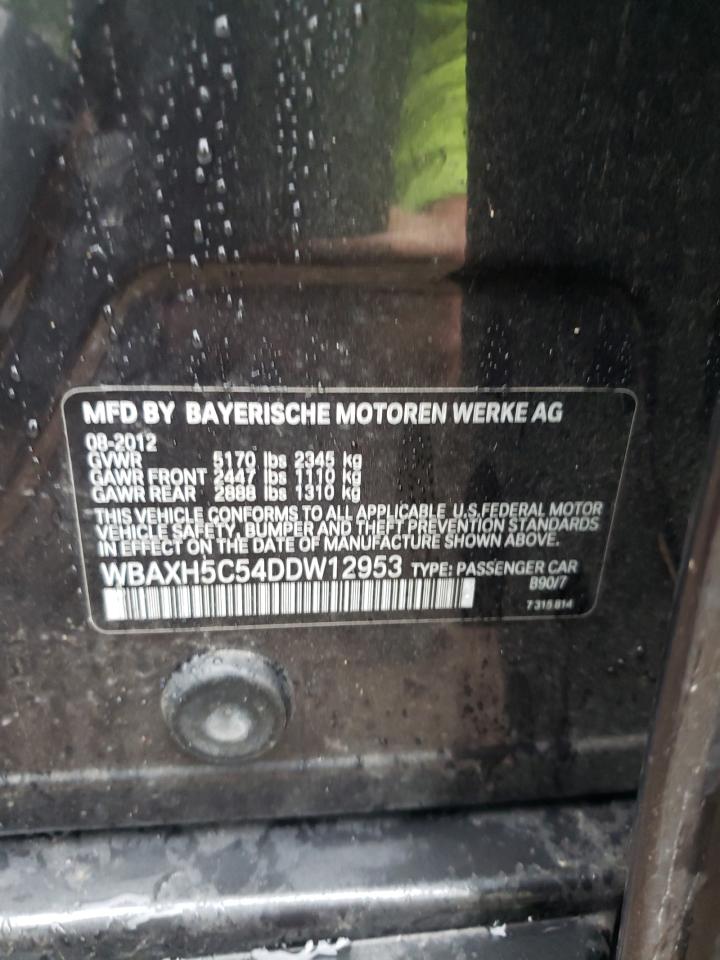 MFD BY BAYERISCHE MOTOREN WERKE AG
08-2012
GVWR 5170 lbs 2345 kg
GAWR FRONT 2447 lbs 1110 kg
GAWR REAR 2888 lbs 1310 kg
THIS VEHICLE CONFORMS TO ALL APPLICABLE U.S.FEDERAL MOTOR
VEHICLE SAFETY, BUMPER AND THEFT PREVENTION STANDARDS
IN EFFECT ON THE DATE OF MANUFACTURE SHOWN ABOVE.
WBAXH5C54DDW12953 TYPE: PASSENGER CAR
B90/7
7315814